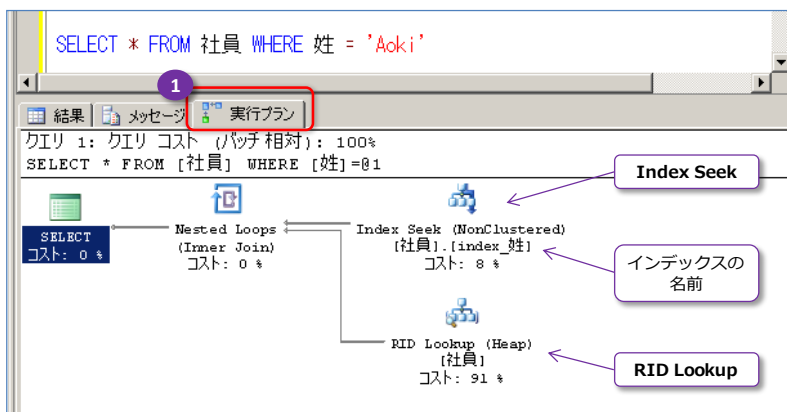 SELECT * FROM 社員 WHERE 姓 = 'Aoki'
1
結果 メッセージ 実行プラン
クエリ 1: クエリ コスト (バッチ相対): 100%
SELECT * FROM [社員] WHERE [姓]=@1
Index Seek
SELECT
コスト: 0 %
Nested Loops
(Inner Join)
コスト: 0 %
Index Seek (NonClustered)
[社員].[index_姓]
コスト: 8 %
インデックスの
名前
RID Lookup (Heap)
[社員]
コスト: 91 %
RID Lookup